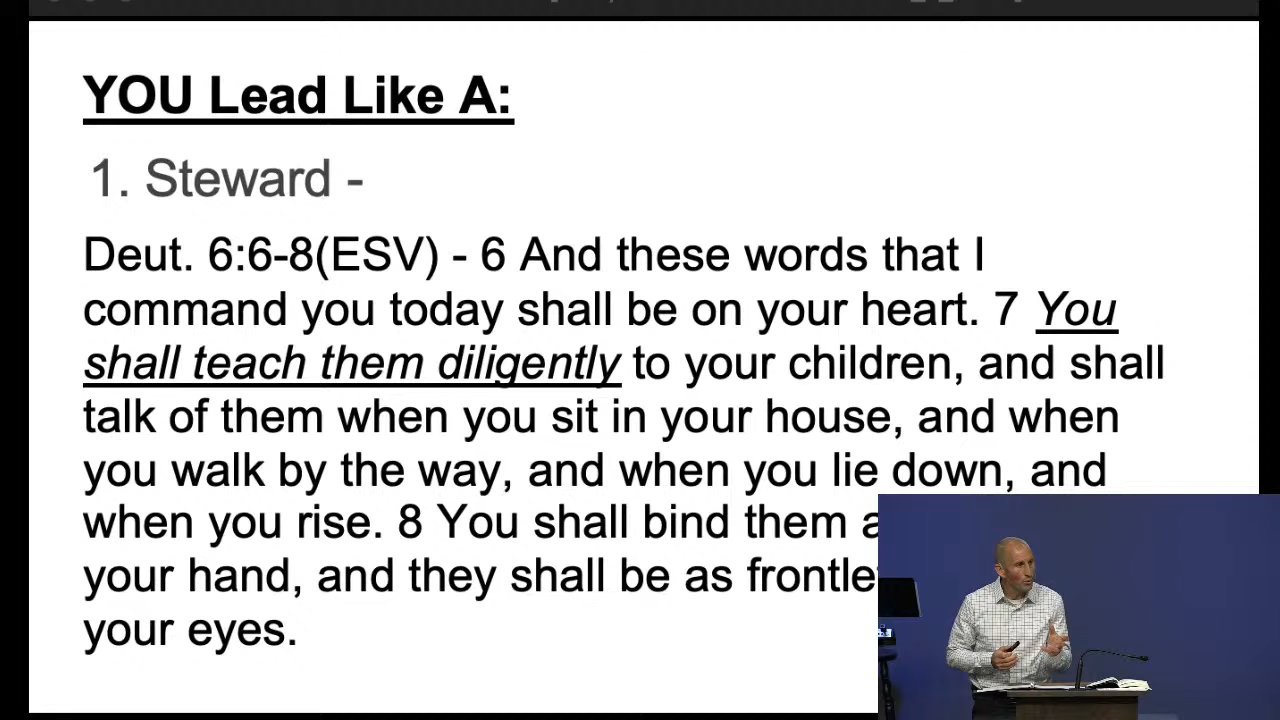 YOU Lead Like A:
1. Steward -
Deut. 6:6-8(ESV) - 6 And these words that I
command you today shall be on your heart. 7 You
shall teach them diligently to your children, and shall
talk of them when you sit in your house, and when
you walk by the way, and when you lie down, and
when you rise. 8 You shall bind them
your hand, and they shall be as
your eyes.